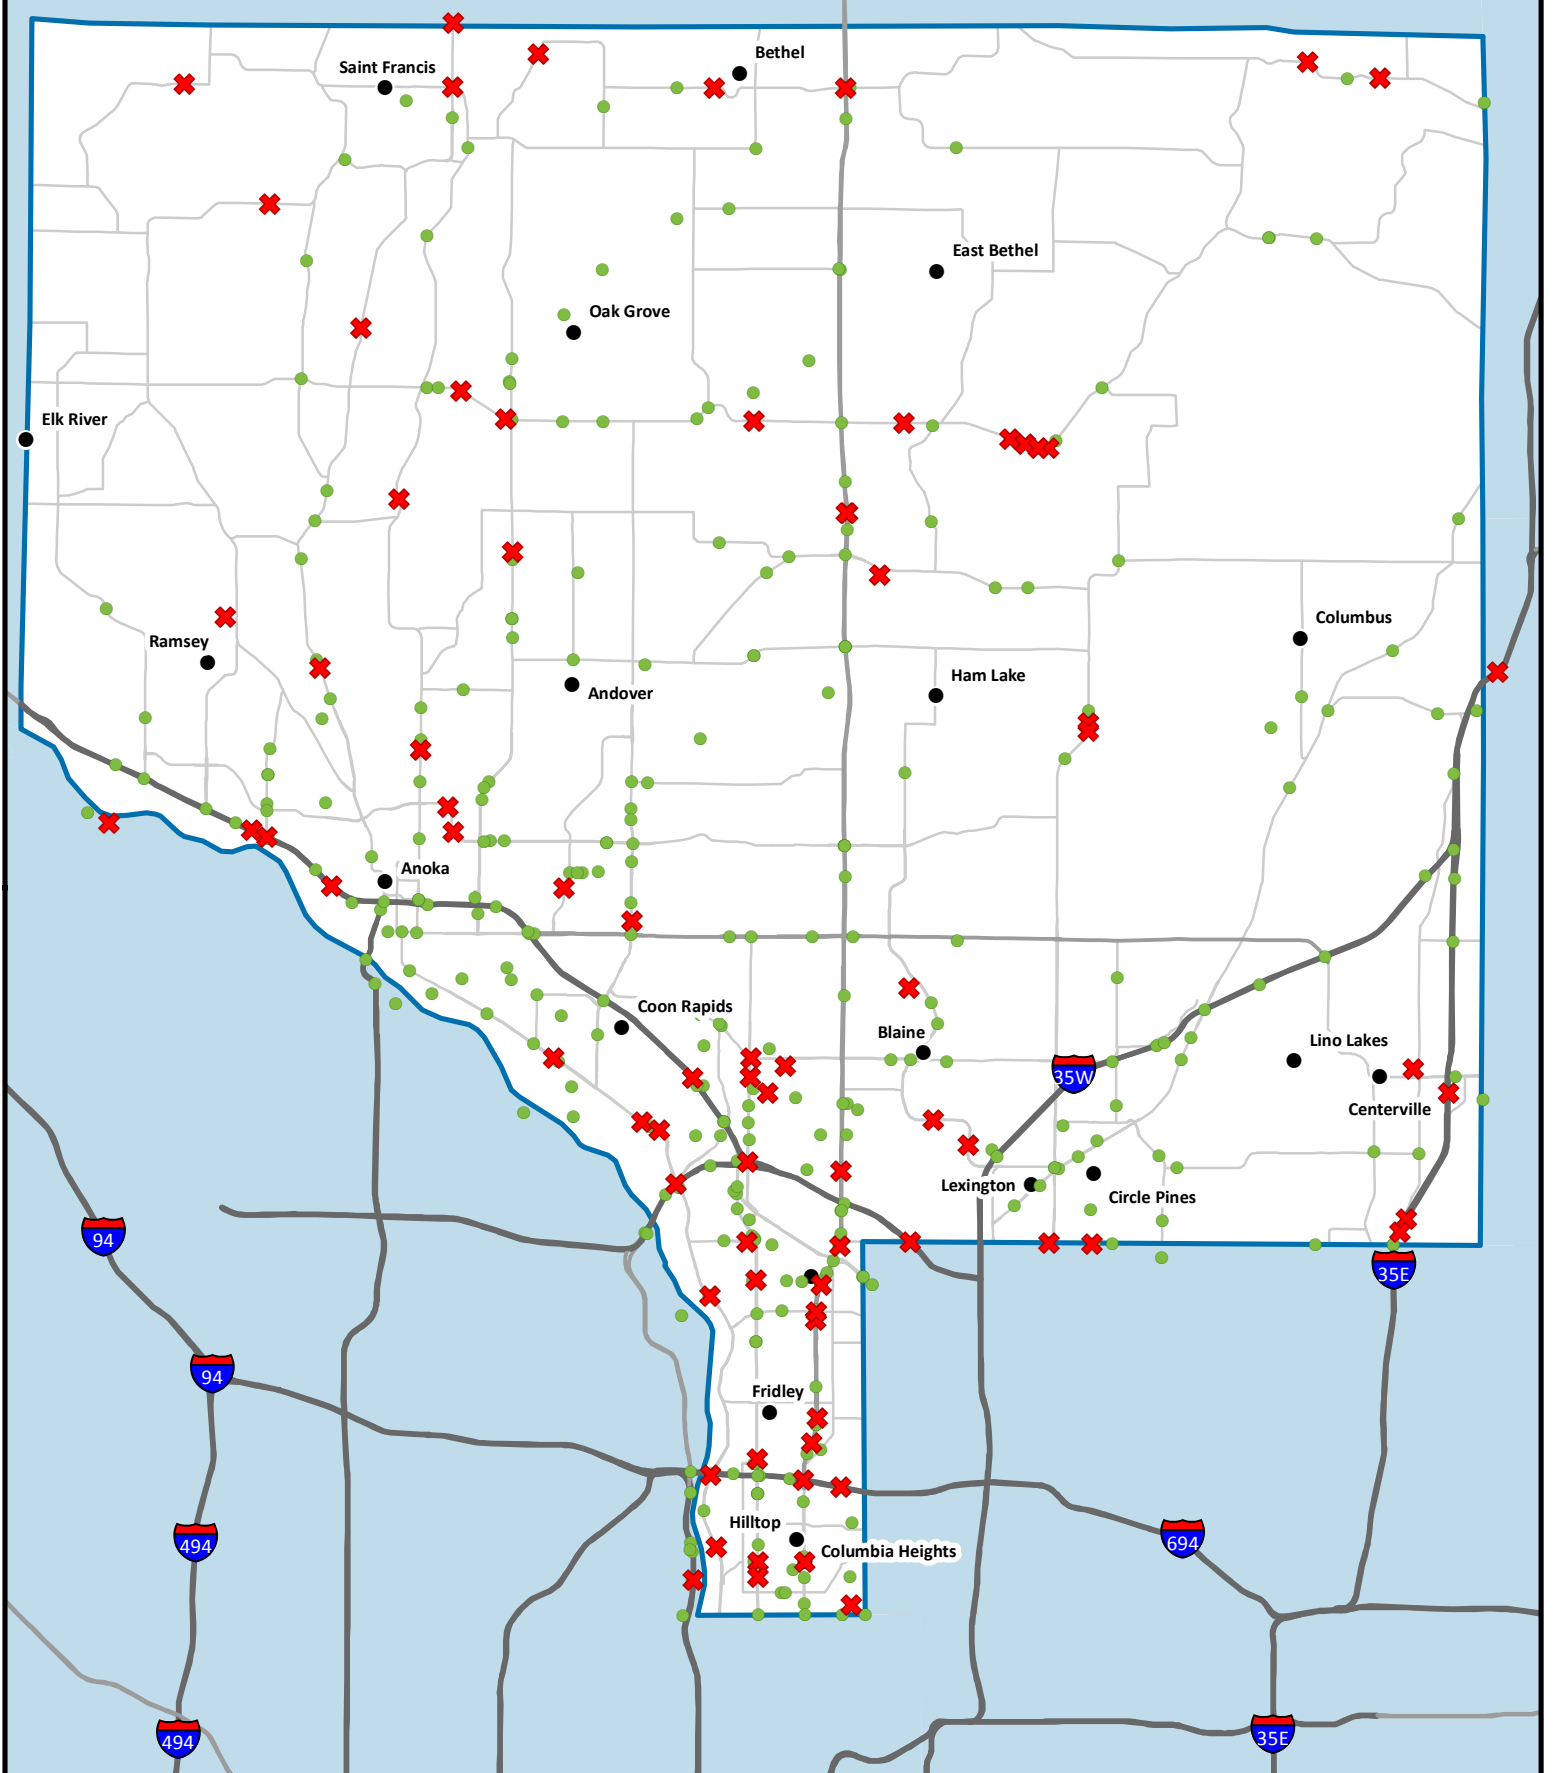 Bethel
Saint Francis
East Bethel
Oak Grove
Elk River
Columbus
Ramsey
Ham Lake
Andover
Anoka
Coon Rapids
Blaine
Lino Lakes
35W
Centerville
Lexington
Circle Pines
94
35E
94
Fridley
Hilltop
494
694
Columbia Heights
494
35E